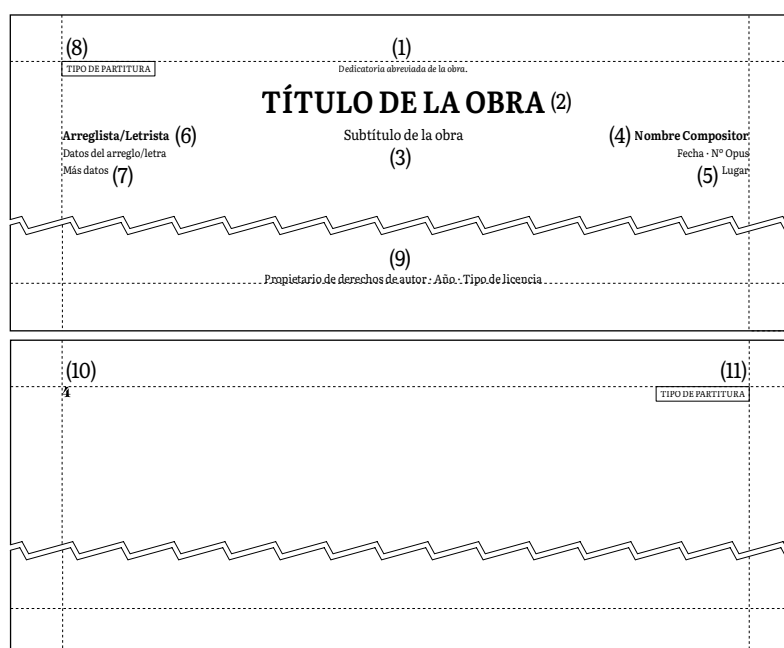 (8)
(1)
TIPO DE PARTITURA
Dedicatoria abreviada de la obra.
TÍTULO DE LA OBRA (2)
Arreglista/Letrista (6)
Subtítulo de la obra
(4) Nombre Compositor
Datos del arreglo/letra
(3)
Fecha · Nº Opus
Más datos (7)
(5) Lugar
(9)
Propietario de derechos de autor · Año · Tipo de licencia
(10)
(11)
4
TIPO DE PARTITURA